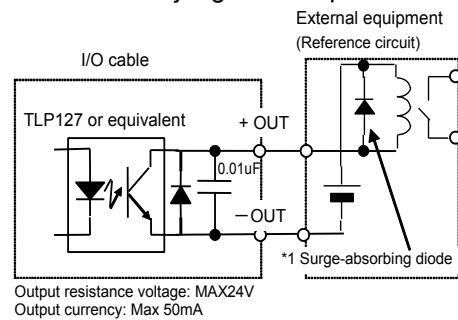 External equipment
(Reference circuit)
I/O cable
TLP127 or equivalent
+ OUT
0.01uF
−OUT
*1 Surge-absorbing diode
Output resistance voltage: MAX24V
Output currency: Max 50mA